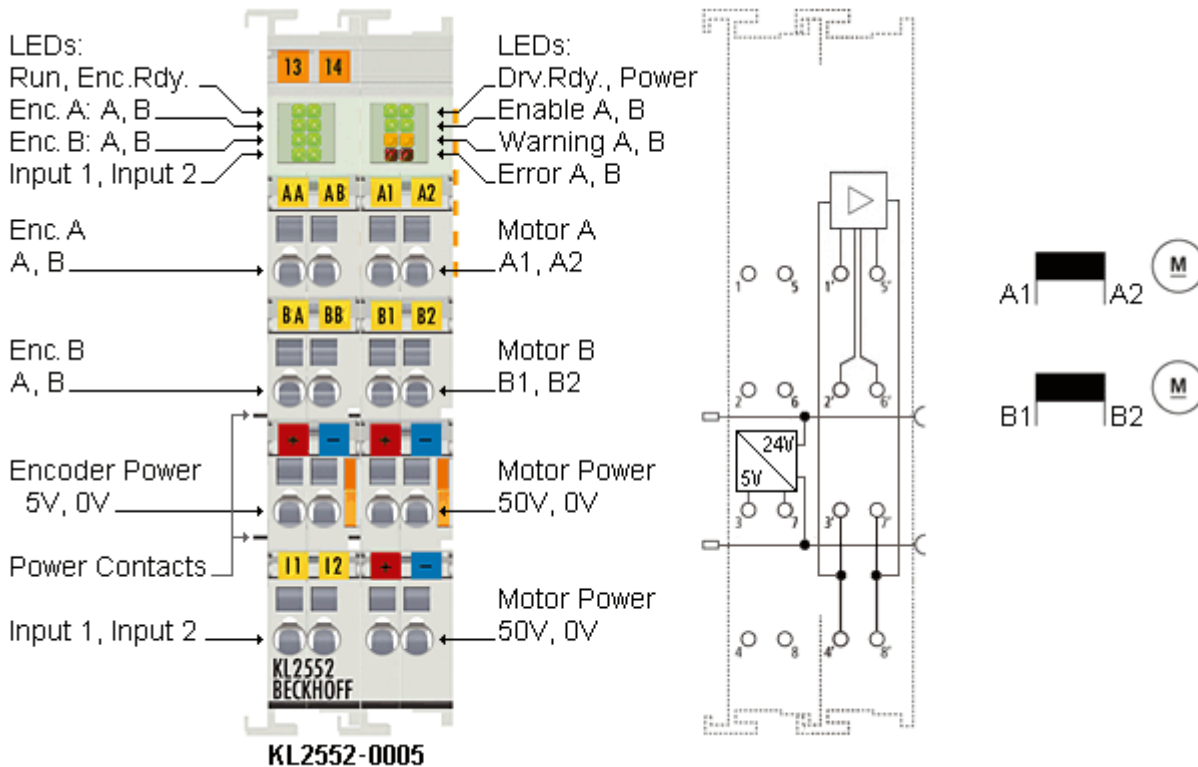 LEDs:
Run, Enc.Rdy.
Enc. A: A, B
Enc. B: A, B
Input 1, Input 2
Enc. A
A, B
Enc. B
A, B
Encoder Power
5V, 0V
Power Contacts
Input 1, Input 2
13 14
AA AB A1 A2
BA BB B1 B2
+ - + -
I1 I2 + -
KL2552
BECKHOFF
KL2552-0005
LEDs:
Drv.Rdy., Power
Enable A, B
Warning A, B
Error A, B
Motor A
A1, A2
Motor B
B1, B2
Motor Power
50V, 0V
Motor Power
50V, 0V
1 5 1' 5'
2 6 2' 6'
24V
5V
3 7 3' 7'
4 8 4' 8'
A1 A2 M
B1 B2 M